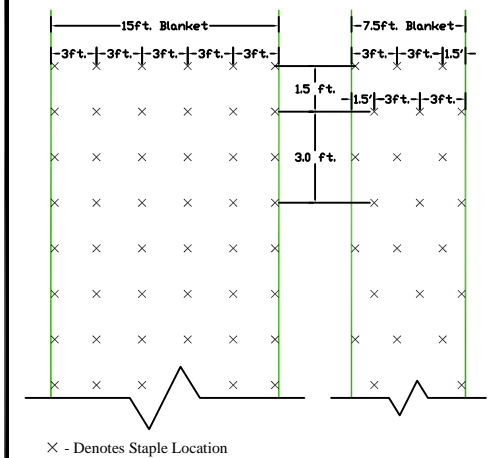 15ft. Blanket
7.5ft. Blanket
3ft. 3ft. 3ft. 3ft. 3ft.
3ft. 3ft. 1.5'
1.5 ft.
1.5' 3ft. 3ft.
3.0 ft.
× - Denotes Staple Location